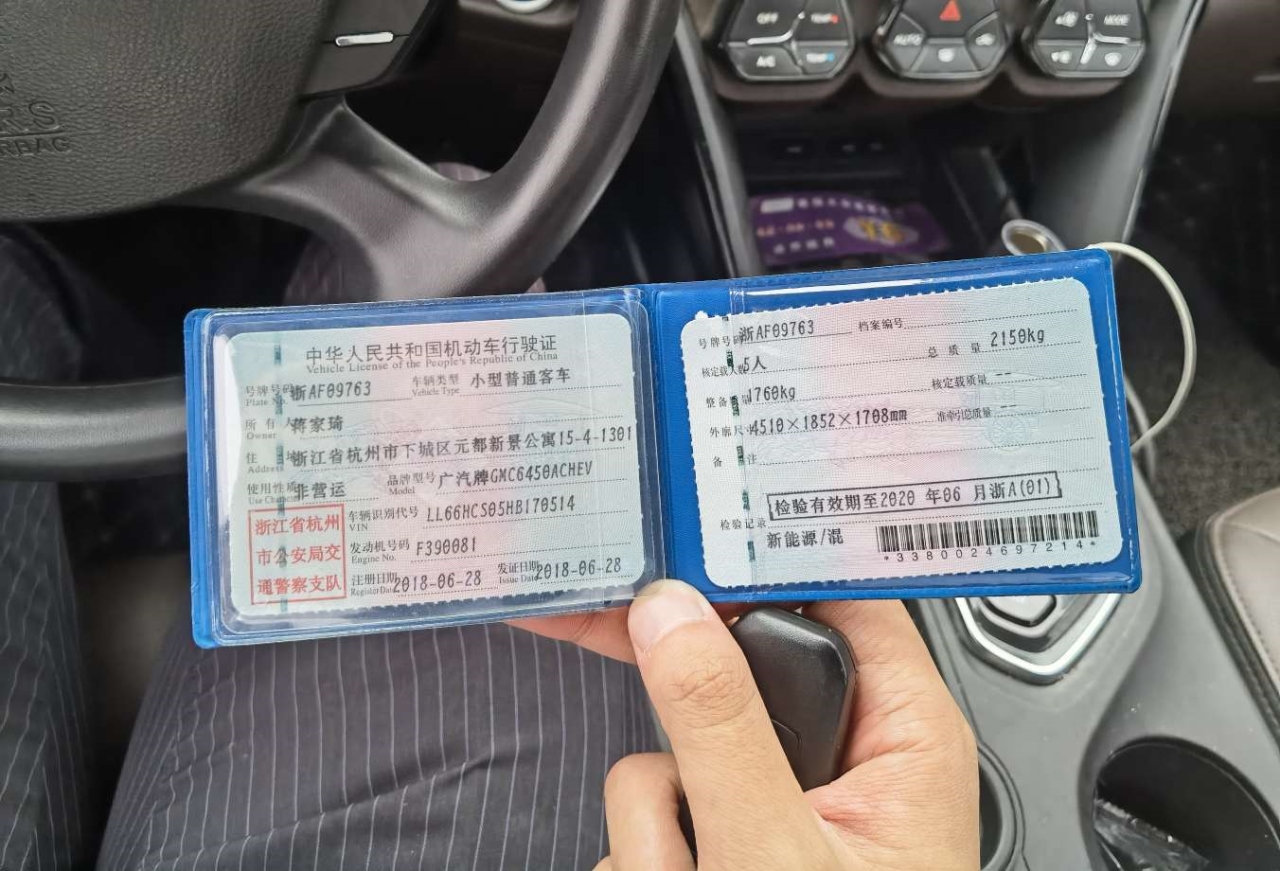 OFF
TEMP
A/C
TEMP
AUTO
MODE
RS
RBAG
中华人民共和国机动车行驶证
Vehicle License of the People's Republic of China
号牌号码 浙AF09763 车辆类型 小型普通客车
Plate No. Vehicle Type
所有人 蒋家琦
Owner
住址 浙江省杭州市下城区元都新景公寓15-4-1301
Address
使用性质 非营运 品牌型号 广汽牌GMC6450ACHEV
Use Character Model
浙江省杭州
市公安局交
通警察支队
车辆识别代号 LL66HCS05HB170514
VIN
发动机号码 F390081
Engine No.
注册日期 2018-06-28 发证日期 2018-06-28
Register Date Issue Date
号牌号码 浙AF09763 档案编号
核定载人数 5人 总质量 2150kg
整备质量 1760kg 核定载质量 --
外廓尺寸 4510×1852×1708mm 准牵引总质量 --
备注
检验有效期至2020 年06 月浙A(01)
检验记录
新能源/混
*3380024697214*